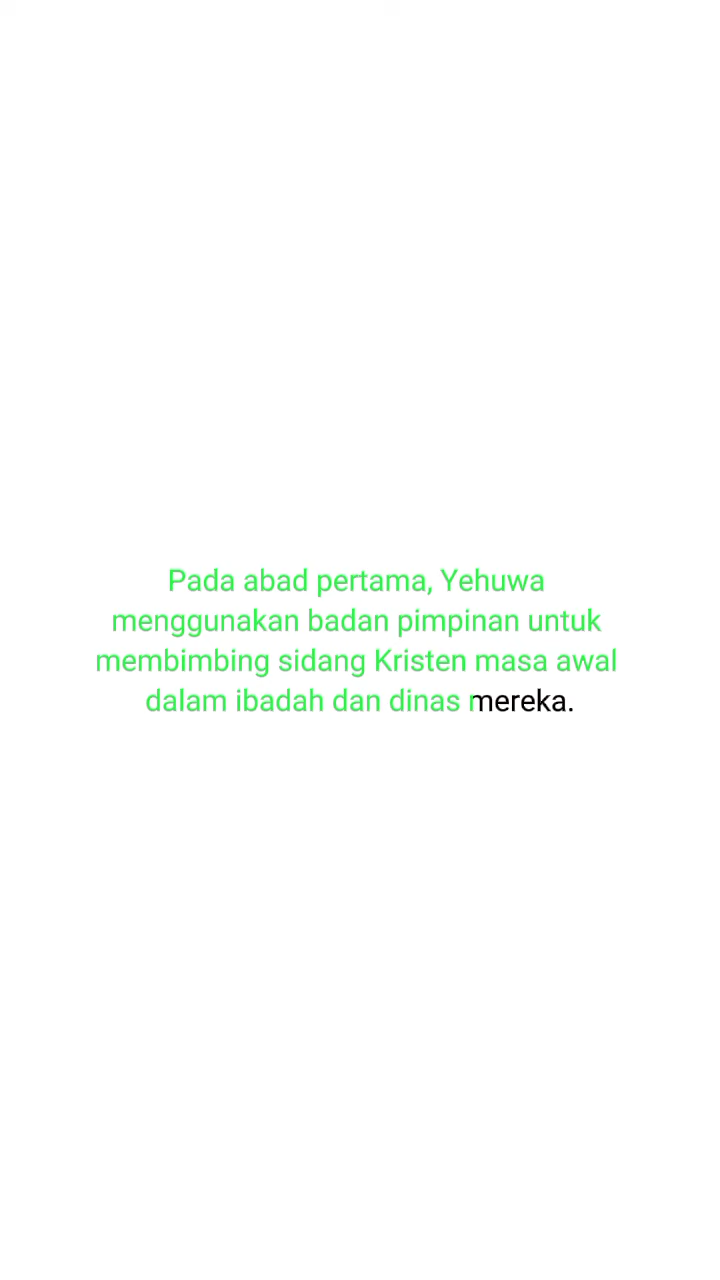 Pada abad pertama, Yehuwa
menggunakan badan pimpinan untuk
membimbing sidang Kristen masa awal
dalam ibadah dan dinas mereka.